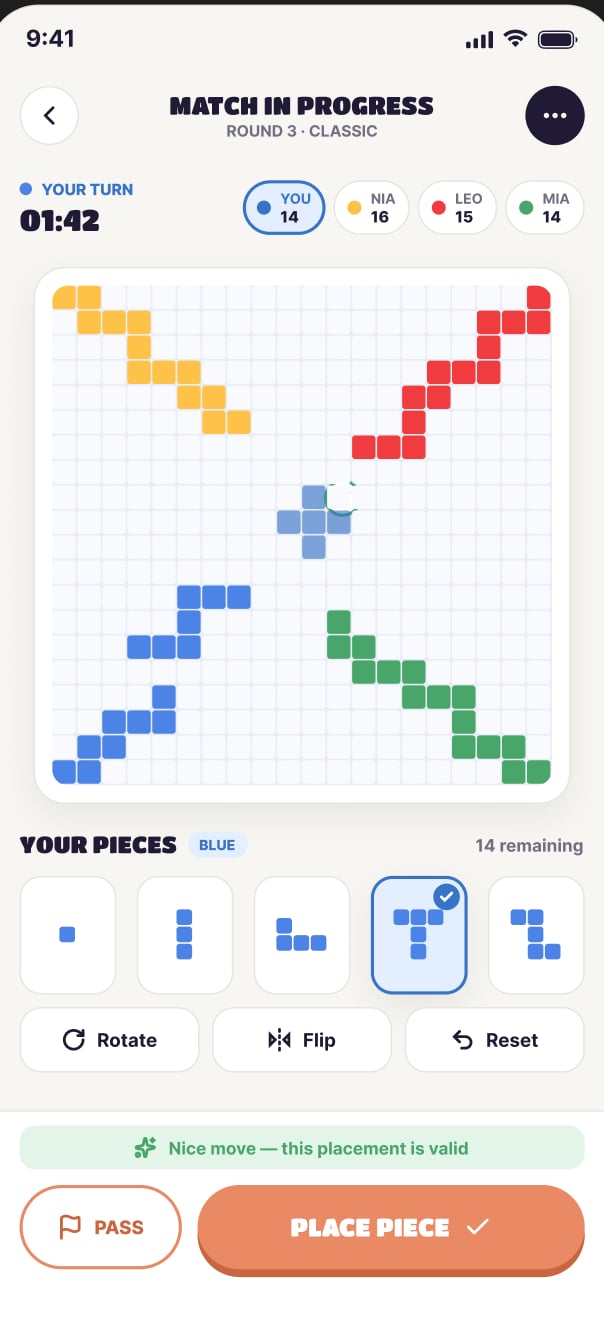 9:41
MATCH IN PROGRESS
ROUND 3 · CLASSIC
YOUR TURN
01:42
YOU
14
NIA
16
LEO
15
MIA
14
YOUR PIECES
BLUE
14 remaining
Rotate
Flip
Reset
Nice move — this placement is valid
PASS
PLACE PIECE